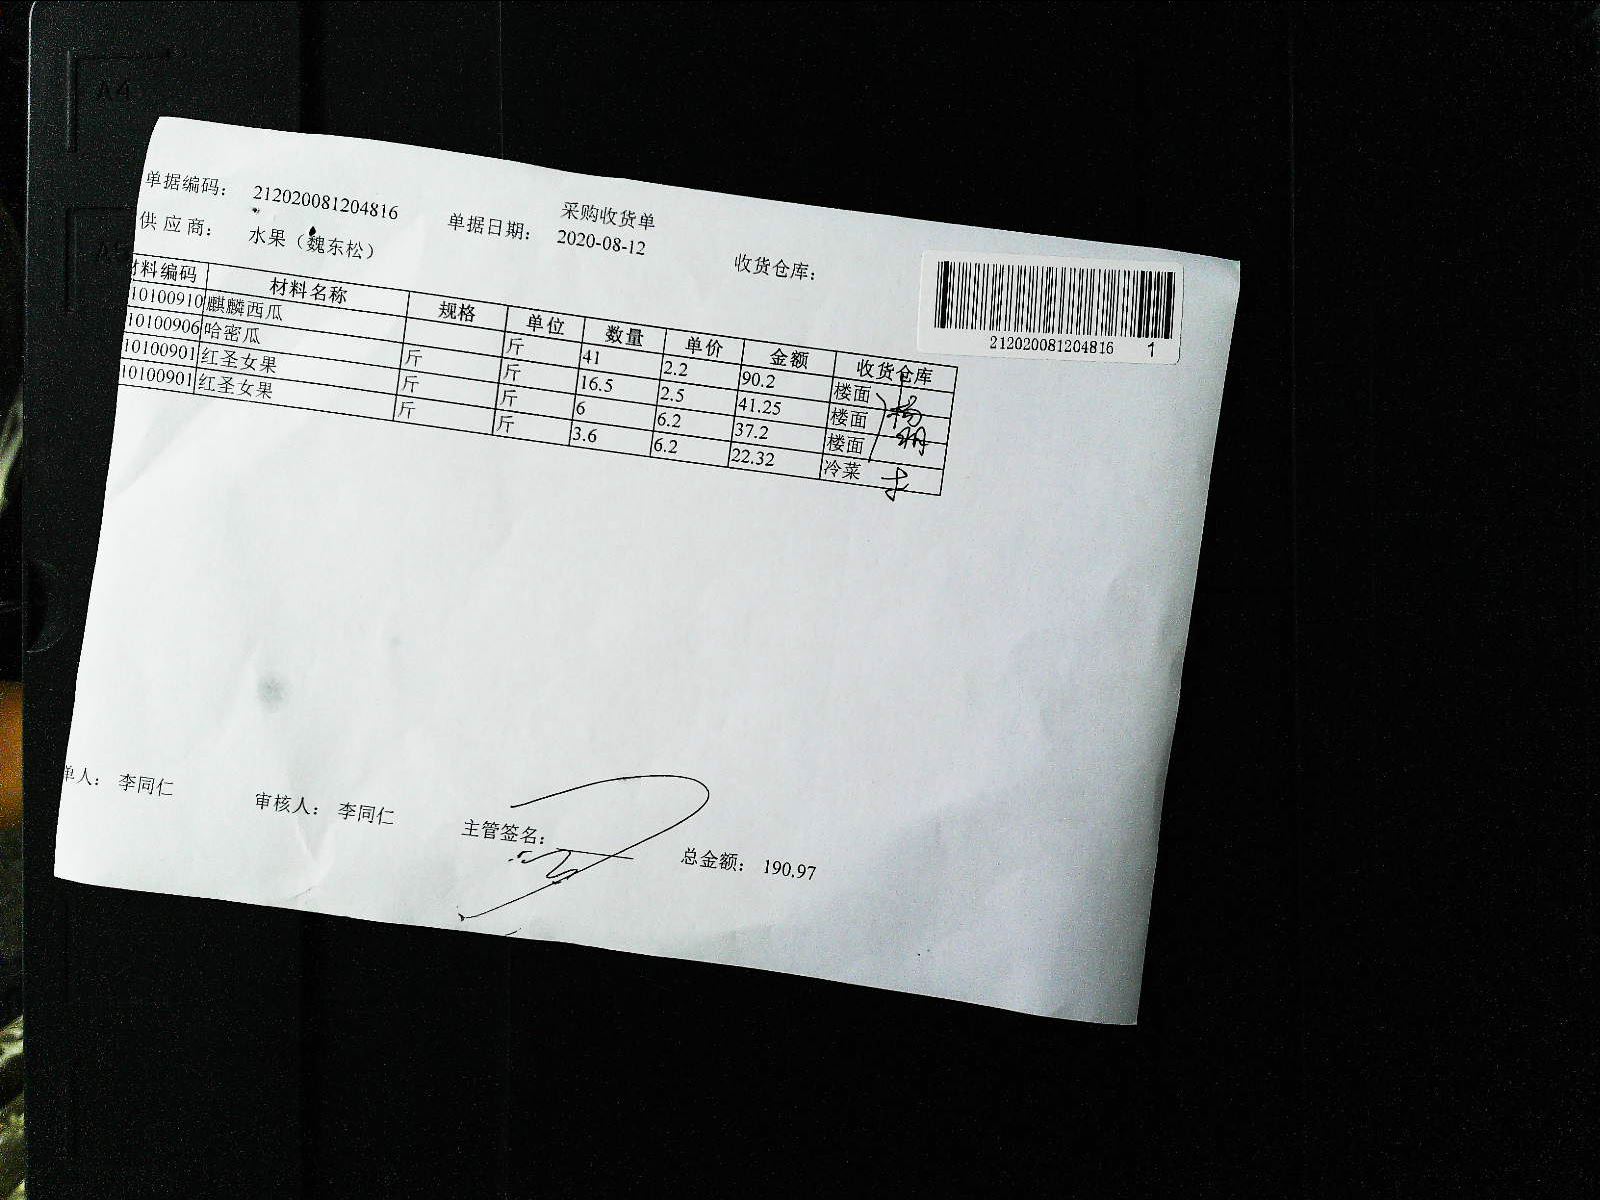 A4
A5
采购收货单
单据编码： 212020081204816 单据日期： 2020-08-12 收货仓库：
供应商： 水果（魏东松）
212020081204816 1
材料编码 材料名称 规格 单位 数量 单价 金额 收货仓库
10100910 麒麟西瓜 斤 41 2.2 90.2 楼面
10100906 哈密瓜 斤 斤 16.5 2.5 41.25 楼面
10100901 红圣女果 斤 斤 6 6.2 37.2 楼面
10100901 红圣女果 斤 斤 3.6 6.2 22.32 冷菜
单人： 李同仁 审核人： 李同仁 主管签名： 总金额： 190.97